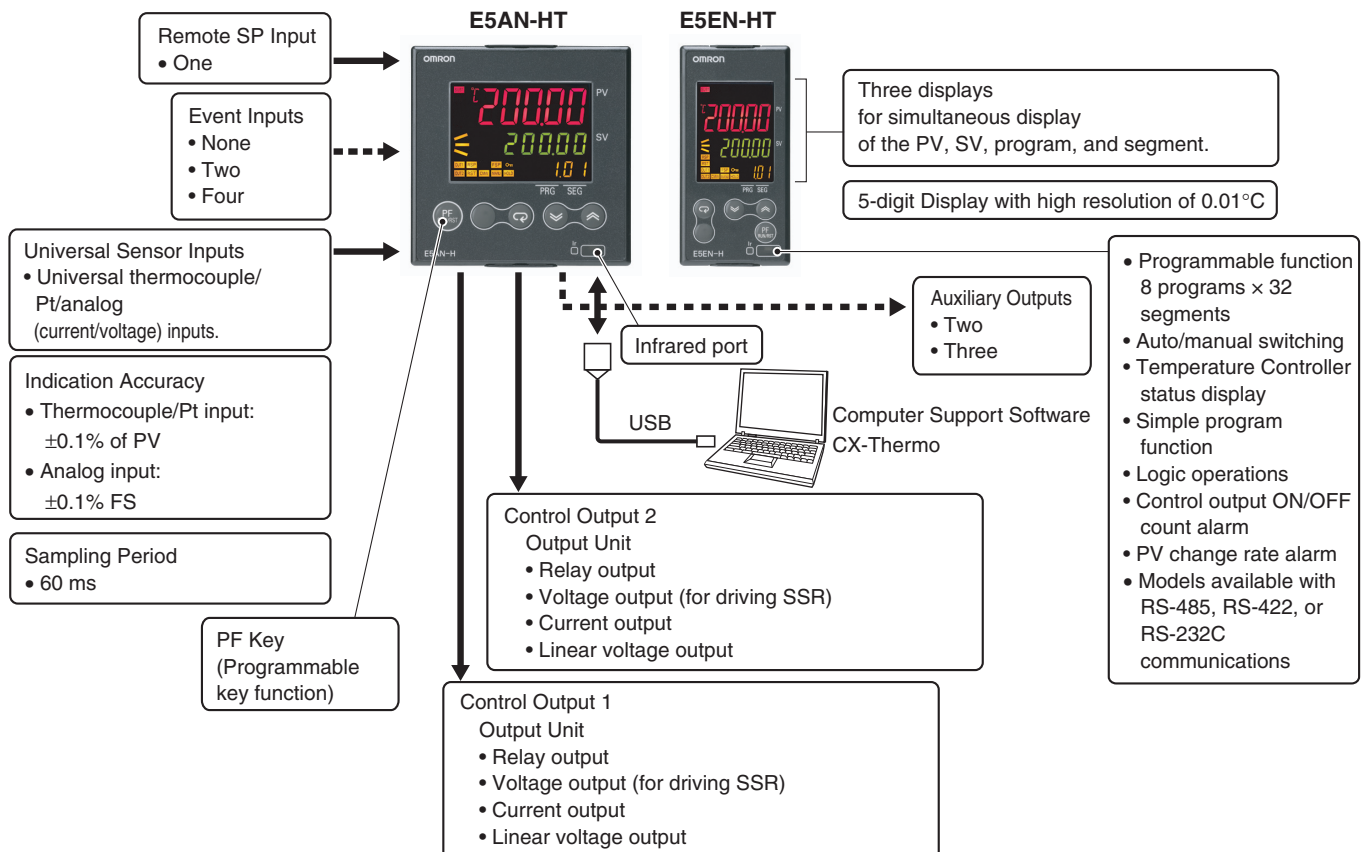 E5AN-HT
E5EN-HT
Remote SP Input
• One
Event Inputs
• None
• Two
• Four
Universal Sensor Inputs
• Universal thermocouple/
Pt/analog
(current/voltage) inputs.
Indication Accuracy
• Thermocouple/Pt input:
±0.1% of PV
• Analog input:
±0.1% FS
Sampling Period
• 60 ms
PF Key
(Programmable
key function)
OMRON
℃
200.00
PV
200.00
SV
1.01
PRG SEG
PF
E5AN-H
Ir
OMRON
℃
200.00
PV
200.00
SV
1.01
PRG SEG
PF
RUN/RST
Ir
E5EN-H
Three displays
for simultaneous display
of the PV, SV, program, and segment.
5-digit Display with high resolution of 0.01°C
• Programmable function
8 programs × 32
segments
• Auto/manual switching
• Temperature Controller
status display
• Simple program
function
• Logic operations
• Control output ON/OFF
count alarm
• PV change rate alarm
• Models available with
RS-485, RS-422, or
RS-232C
communications
Auxiliary Outputs
• Two
• Three
Infrared port
USB
Computer Support Software
CX-Thermo
Control Output 2
Output Unit
• Relay output
• Voltage output (for driving SSR)
• Current output
• Linear voltage output
Control Output 1
Output Unit
• Relay output
• Voltage output (for driving SSR)
• Current output
• Linear voltage output